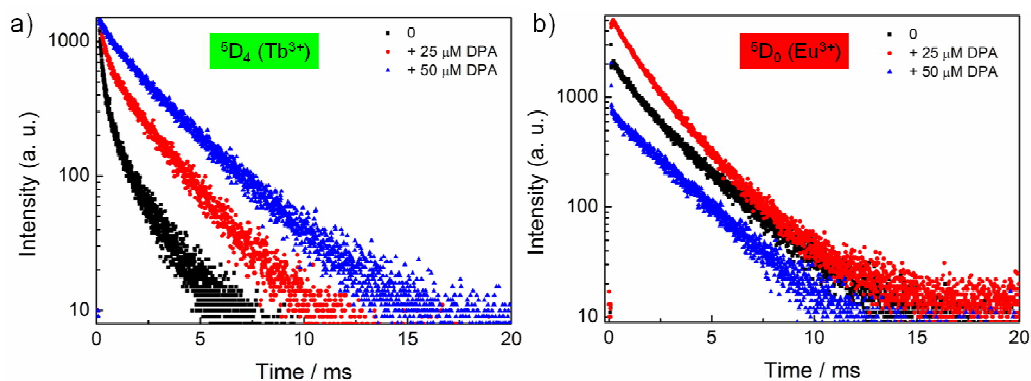 a)
⁵D₄ (Tb³⁺)
0
+ 25 μM DPA
+ 50 μM DPA
1000
100
10
Intensity (a. u.)
0
5
10
15
20
Time / ms
b)
⁵D₀ (Eu³⁺)
0
+ 25 μM DPA
+ 50 μM DPA
1000
100
10
Intensity (a. u.)
0
5
10
15
20
Time / ms